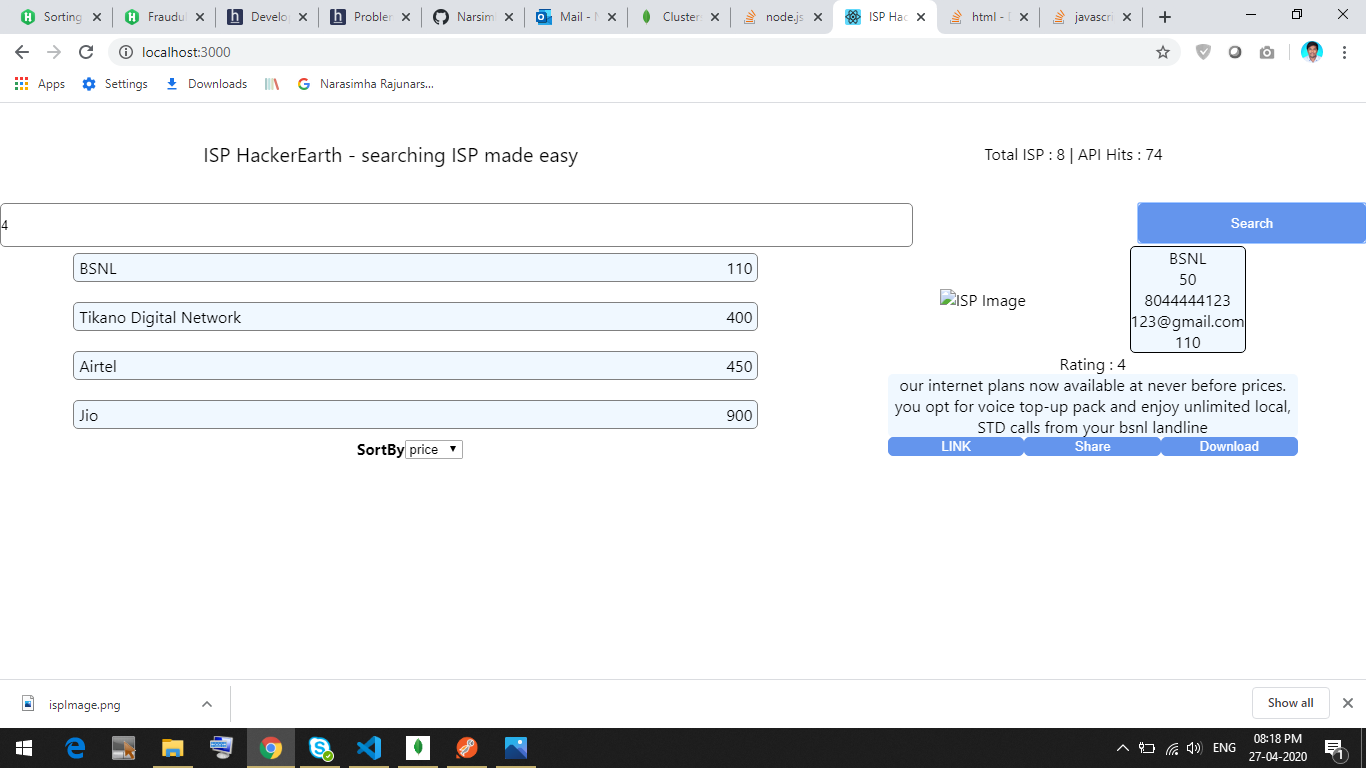 Sorting
Fraudul
Develo
Probler
Narsim
Mail - N
Cluster
node.js
ISP Hac
html - D
javascri
localhost:3000
Apps
Settings
Downloads
Narasimha Rajunars...
ISP HackerEarth - searching ISP made easy
Total ISP : 8 | API Hits : 74
4
Search
BSNL 110
Tikano Digital Network 400
Airtel 450
Jio 900
SortBy price
ISP Image
BSNL
50
8044444123
123@gmail.com
110
Rating : 4
our internet plans now available at never before prices.
you opt for voice top-up pack and enjoy unlimited local,
STD calls from your bsnl landline
LINK Share Download
ispImage.png
Show all
ENG
08:18 PM
27-04-2020
1